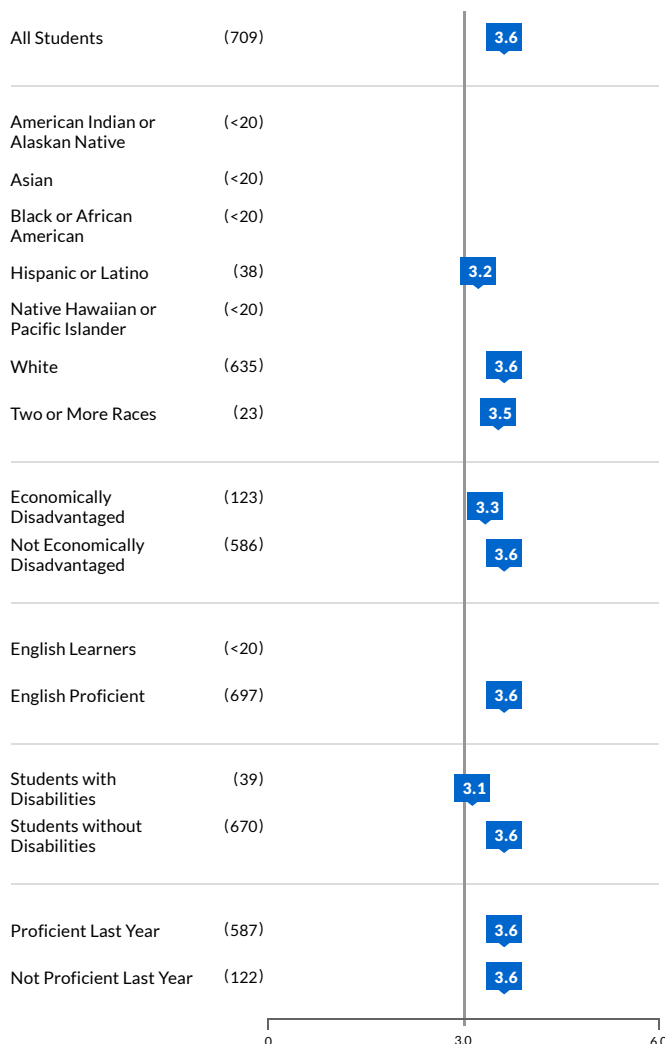 All Students (709) 3.6
American Indian or (<20)
Alaskan Native
Asian (<20)
Black or African (<20)
American
Hispanic or Latino (38) 3.2
Native Hawaiian or (<20)
Pacific Islander
White (635) 3.6
Two or More Races (23) 3.5
Economically (123) 3.3
Disadvantaged
Not Economically (586) 3.6
Disadvantaged
English Learners (<20)
English Proficient (697) 3.6
Students with (39) 3.1
Disabilities
Students without (670) 3.6
Disabilities
Proficient Last Year (587) 3.6
Not Proficient Last Year (122) 3.6
0 3.0 6.0